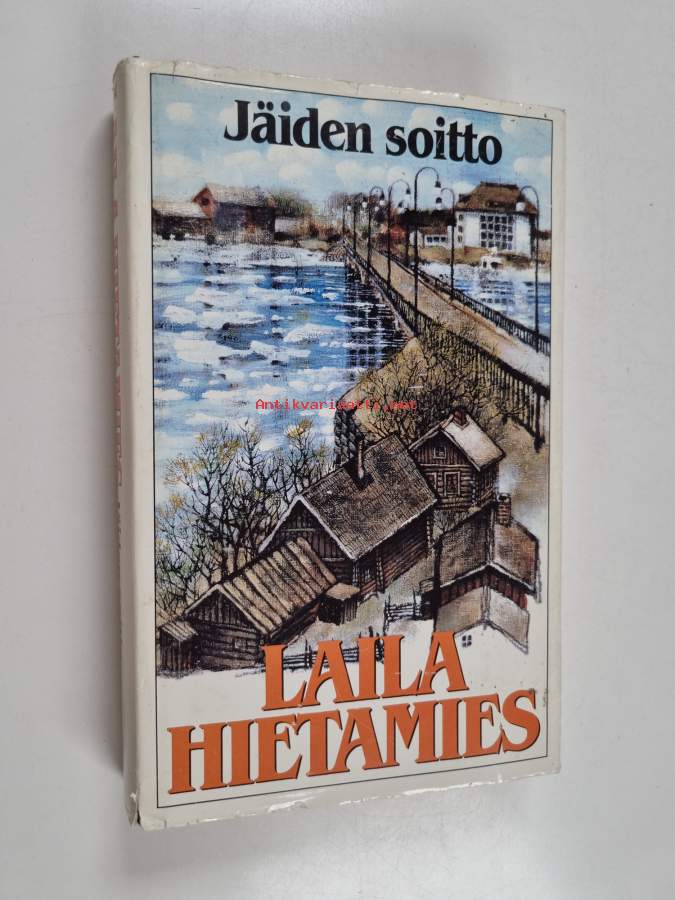 Jäiden soitto
Antikvariaatti.net
LAILA
HIETAMIES